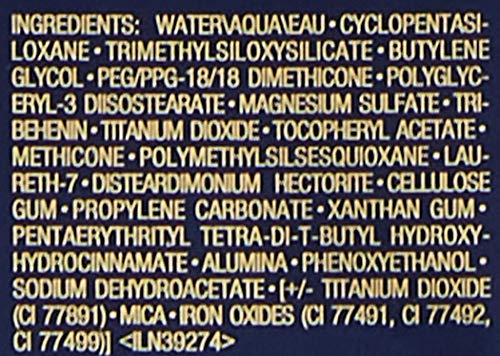 INGREDIENTS: WATER\AQUA\EAU • CYCLOPENTASI-
LOXANE • TRIMETHYLSILOXYSILICATE • BUTYLENE
GLYCOL • PEG/PPG-18/18 DIMETHICONE • POLYGLYC-
ERYL-3 DIISOSTEARATE • MAGNESIUM SULFATE • TRI-
BEHENIN • TITANIUM DIOXIDE • TOCOPHERYL ACETATE •
METHICONE • POLYMETHYLSILSESQUIOXANE • LAU-
RETH-7 • DISTEARDIMONIUM HECTORITE • CELLULOSE
GUM • PROPYLENE CARBONATE • XANTHAN GUM •
PENTAERYTHRITYL TETRA-DI-T-BUTYL HYDROXY-
HYDROCINNAMATE • ALUMINA • PHENOXYETHANOL •
SODIUM DEHYDROACETATE • [+/- TITANIUM DIOXIDE
(CI 77891) • MICA • IRON OXIDES (CI 77491, CI 77492,
CI 77499)] <ILN39274>